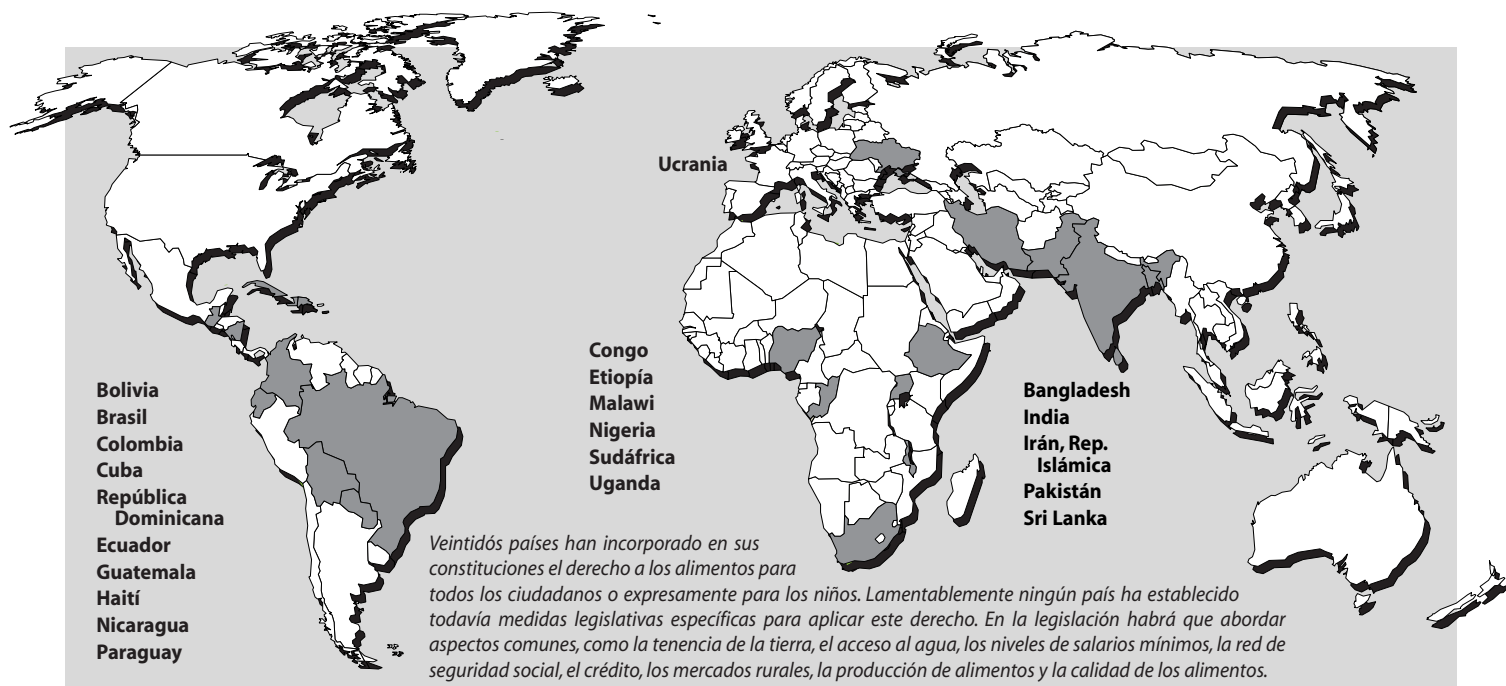 Ucrania
Bolivia
Brasil
Colombia
Cuba
República
Dominicana
Ecuador
Guatemala
Haití
Nicaragua
Paraguay
Congo
Etiopía
Malawi
Nigeria
Sudáfrica
Uganda
Bangladesh
India
Irán, Rep.
Islámica
Pakistán
Sri Lanka
Veintidós países han incorporado en sus
constituciones el derecho a los alimentos para
todos los ciudadanos o expresamente para los niños. Lamentablemente ningún país ha establecido
todavía medidas legislativas específicas para aplicar este derecho. En la legislación habrá que abordar
aspectos comunes, como la tenencia de la tierra, el acceso al agua, los niveles de salarios mínimos, la red de
seguridad social, el crédito, los mercados rurales, la producción de alimentos y la calidad de los alimentos.